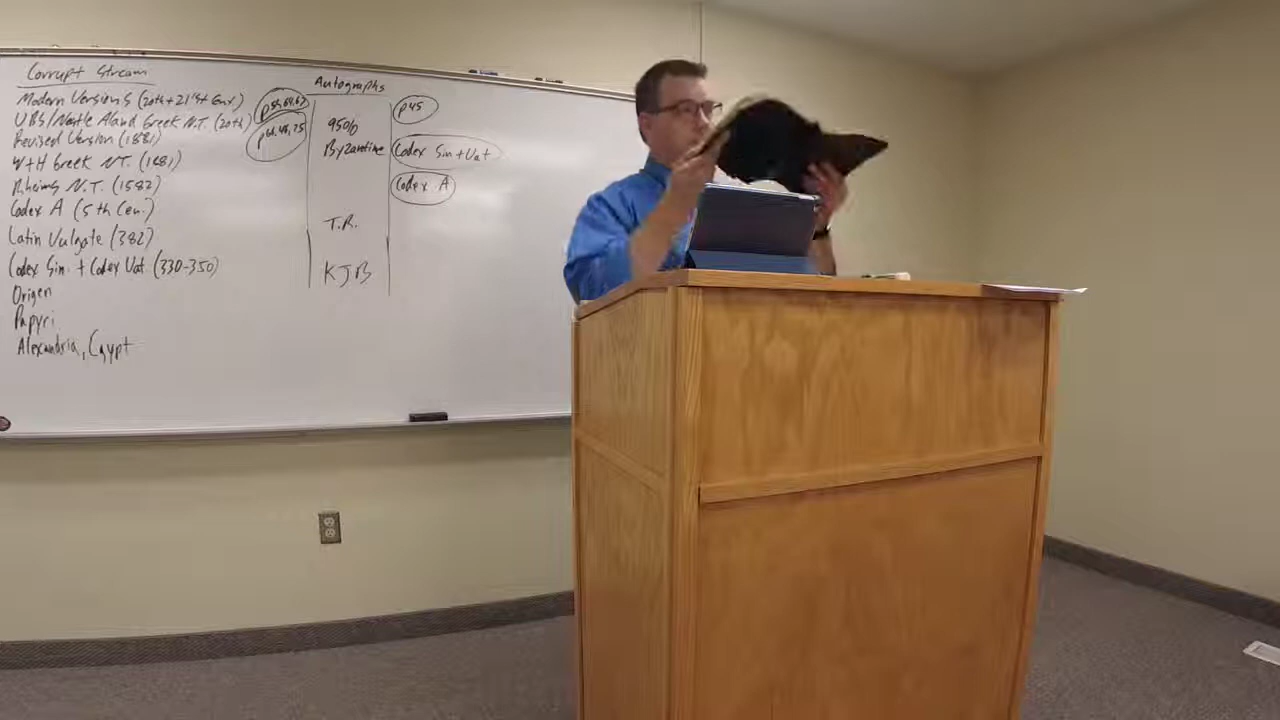 Corrupt Stream
Modern Versions (20th + 21st Cen.)
UBS/Nestle Aland Greek N.T. (20th)
Revised Version (1881)
W+H Greek N.T. (1881)
Rheims N.T. (1582)
Codex A (5th Cen.)
Latin Vulgate (382)
Codex Sin. + Codex Vat. (330-350)
Origen
Papyri
Alexandria, Egypt
Autographs
95%
Byzantine
T.R.
KJB
p45
Codex Sin + Vat
Codex A